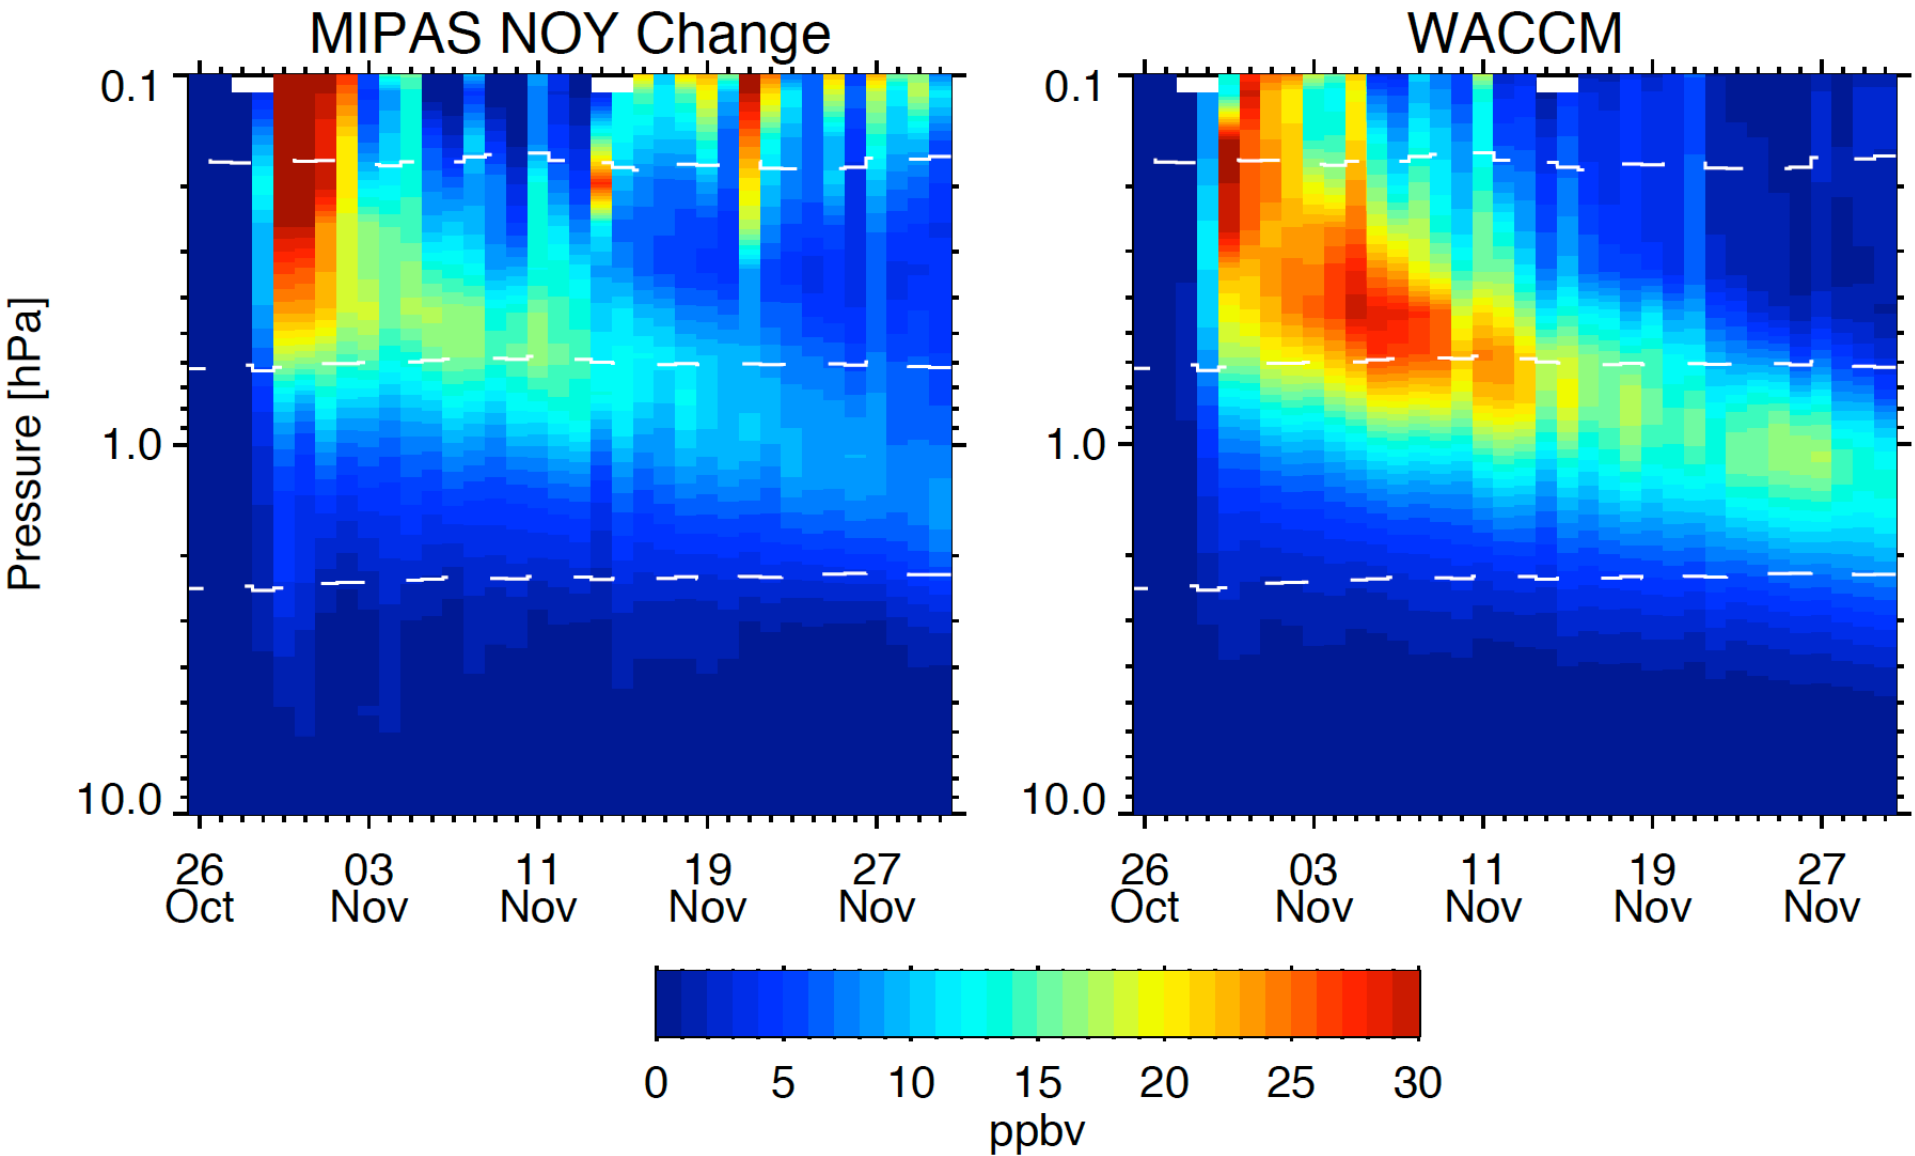 MIPAS NOY Change
WACCM
Pressure [hPa]
0.1
1.0
10.0
0.1
1.0
10.0
26 03 11 19 27
Oct Nov Nov Nov Nov
26 03 11 19 27
Oct Nov Nov Nov Nov
0 5 10 15 20 25 30
ppbv